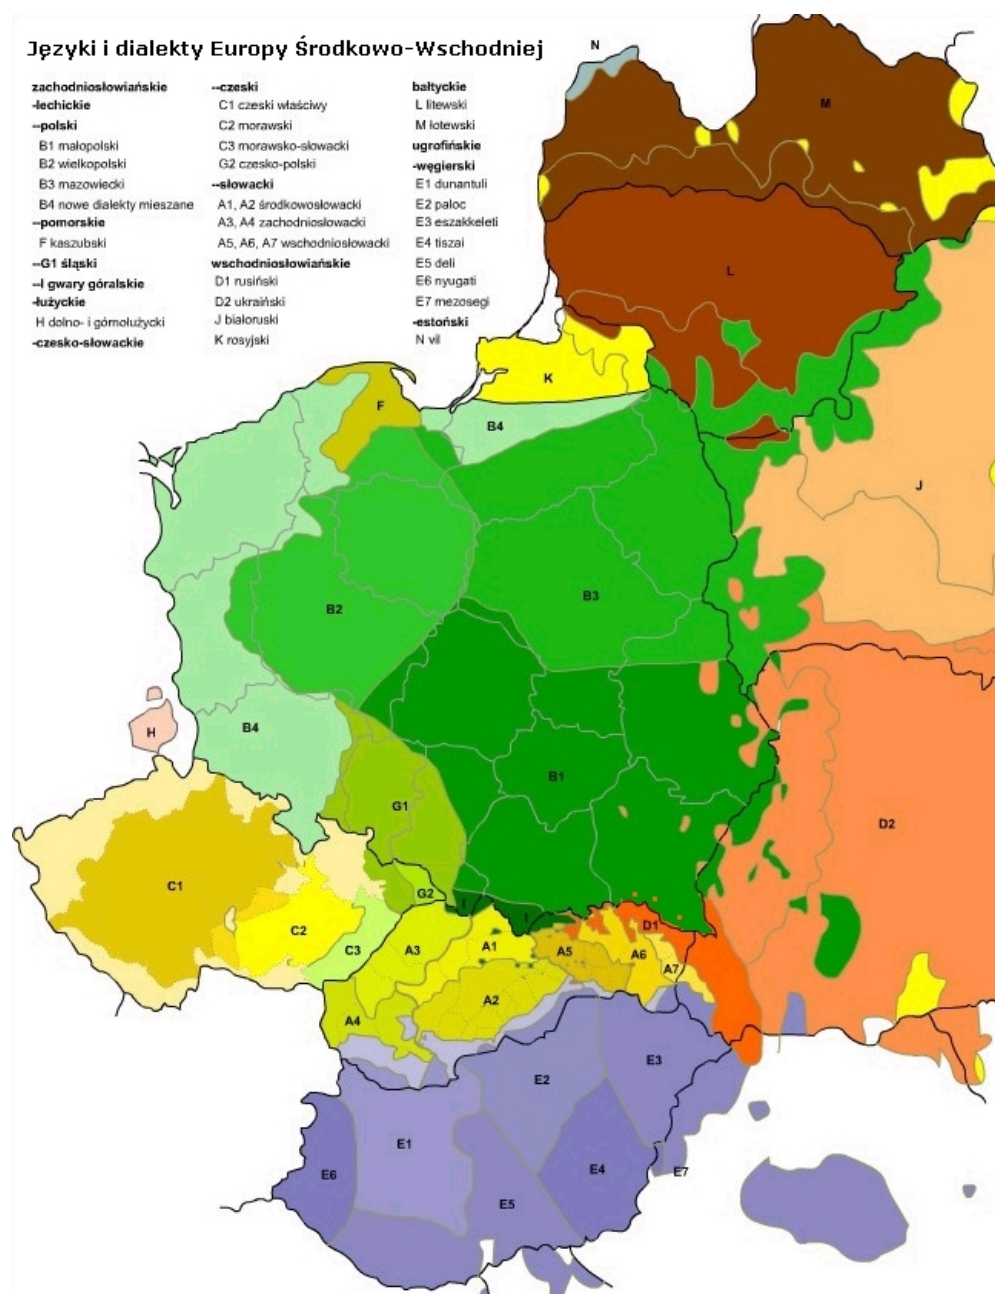 Języki i dialekty Europy Środkowo-Wschodniej
zachodniosłowiańskie
-lechickie
--polski
B1 małopolski
B2 wielkopolski
B3 mazowiecki
B4 nowe dialekty mieszane
--pomorskie
F kaszubski
--G1 śląski
--I gwary góralskie
-łużyckie
H dolno- i górnołużycki
-czesko-słowackie
--czeski
C1 czeski właściwy
C2 morawski
C3 morawsko-słowacki
G2 czesko-polski
--słowacki
A1, A2 środkowosłowacki
A3, A4 zachodniosłowacki
A5, A6, A7 wschodniosłowacki
wschodniosłowiańskie
D1 rusiński
D2 ukraiński
J białoruski
K rosyjski
bałtyckie
L litewski
M łotewski
ugrofińskie
-węgierski
E1 dunantuli
E2 paloc
E3 eszakkeleti
E4 tiszai
E5 deli
E6 nyugati
E7 mezosegi
-estoński
N vil
N
M
L
K
F
B4
J
B2
B3
H
B4
B1
G1
D2
C1
G2
I
I
C2
C3
A3
A1
A5
D1
A6
A7
A2
A4
E3
E2
E1
E6
E4
E7
E5